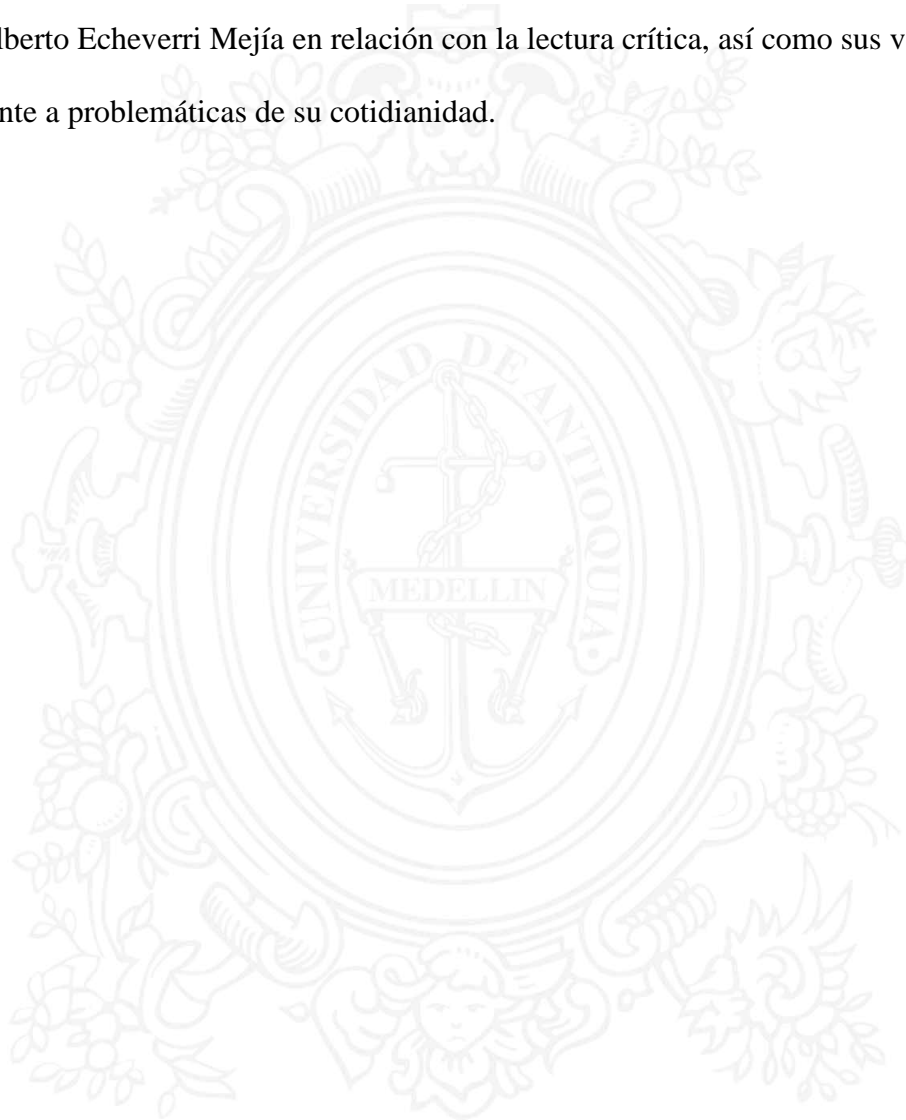 lberto Echeverri Mejía en relación con la lectura crítica, así como sus v
nte a problemáticas de su cotidianidad.
UNIVERSIDAD DE ANTIOQUIA
MEDELLIN